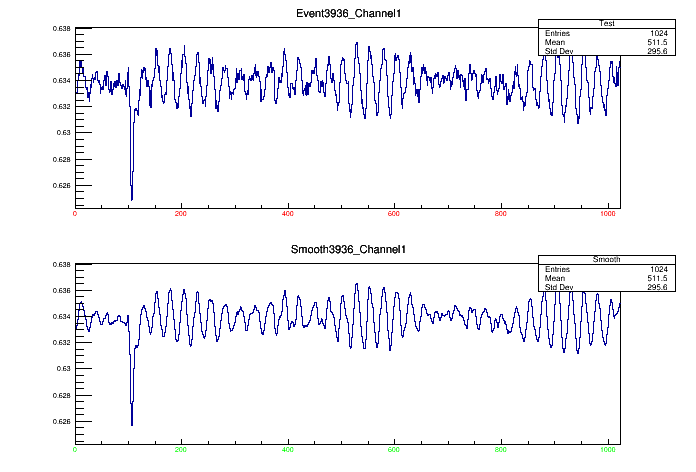 Event3936_Channel1
Test
Entries 1024
Mean 511.5
Std Dev 295.6
0.638
0.636
0.634
0.632
0.63
0.628
0.626
0 200 400 600 800 1000
Smooth3936_Channel1
Smooth
Entries 1024
Mean 511.5
Std Dev 295.6
0.638
0.636
0.634
0.632
0.63
0.628
0.626
0 200 400 600 800 1000